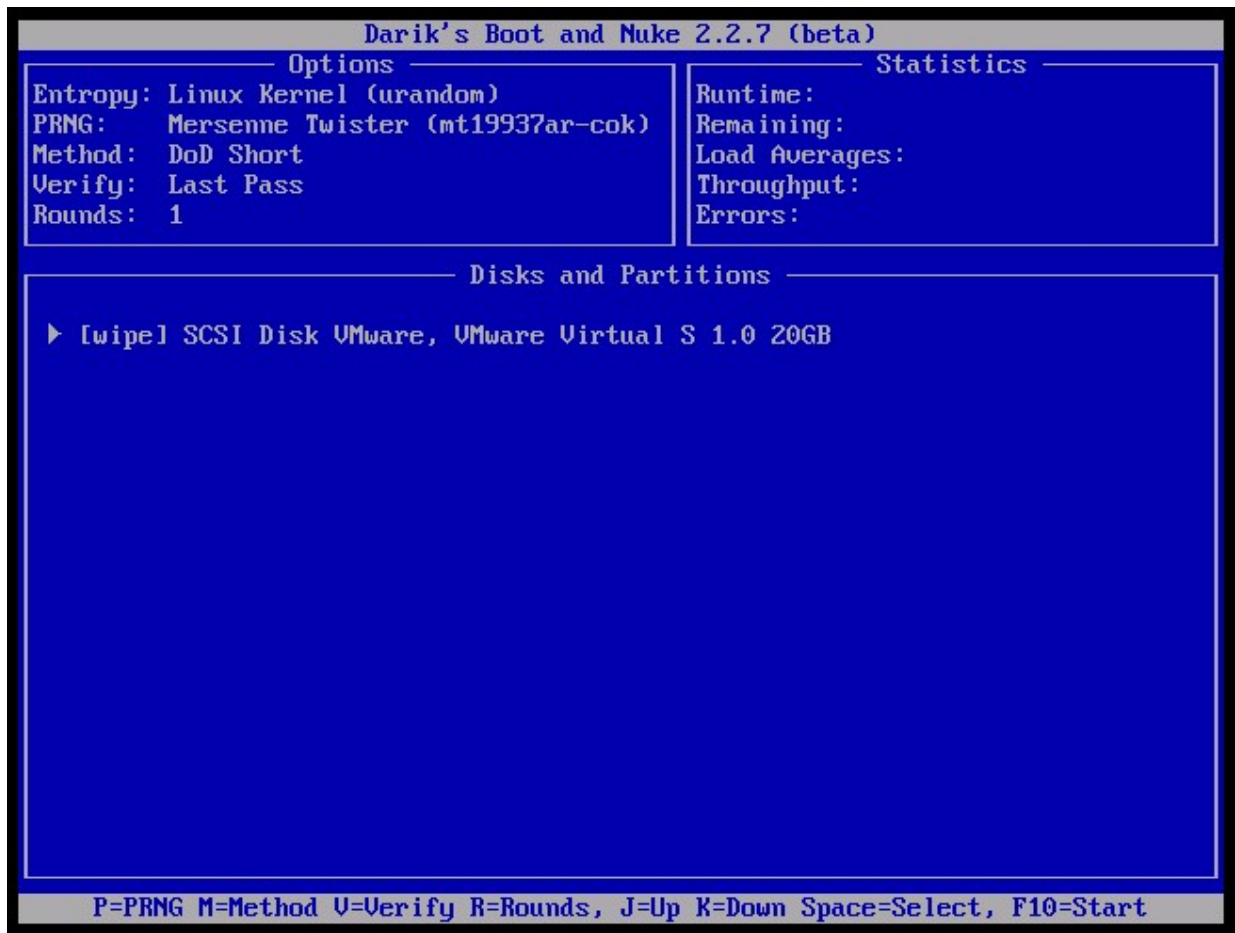 Darik's Boot and Nuke 2.2.7 (beta)
Options
Entropy: Linux Kernel (urandom)
PRNG: Mersenne Twister (mt19937ar-cok)
Method: DoD Short
Verify: Last Pass
Rounds: 1
Statistics
Runtime:
Remaining:
Load Averages:
Throughput:
Errors:
Disks and Partitions
[wipe] SCSI Disk VMware, VMware Virtual S 1.0 20GB
P=PRNG M=Method V=Verify R=Rounds, J=Up K=Down Space=Select, F10=Start